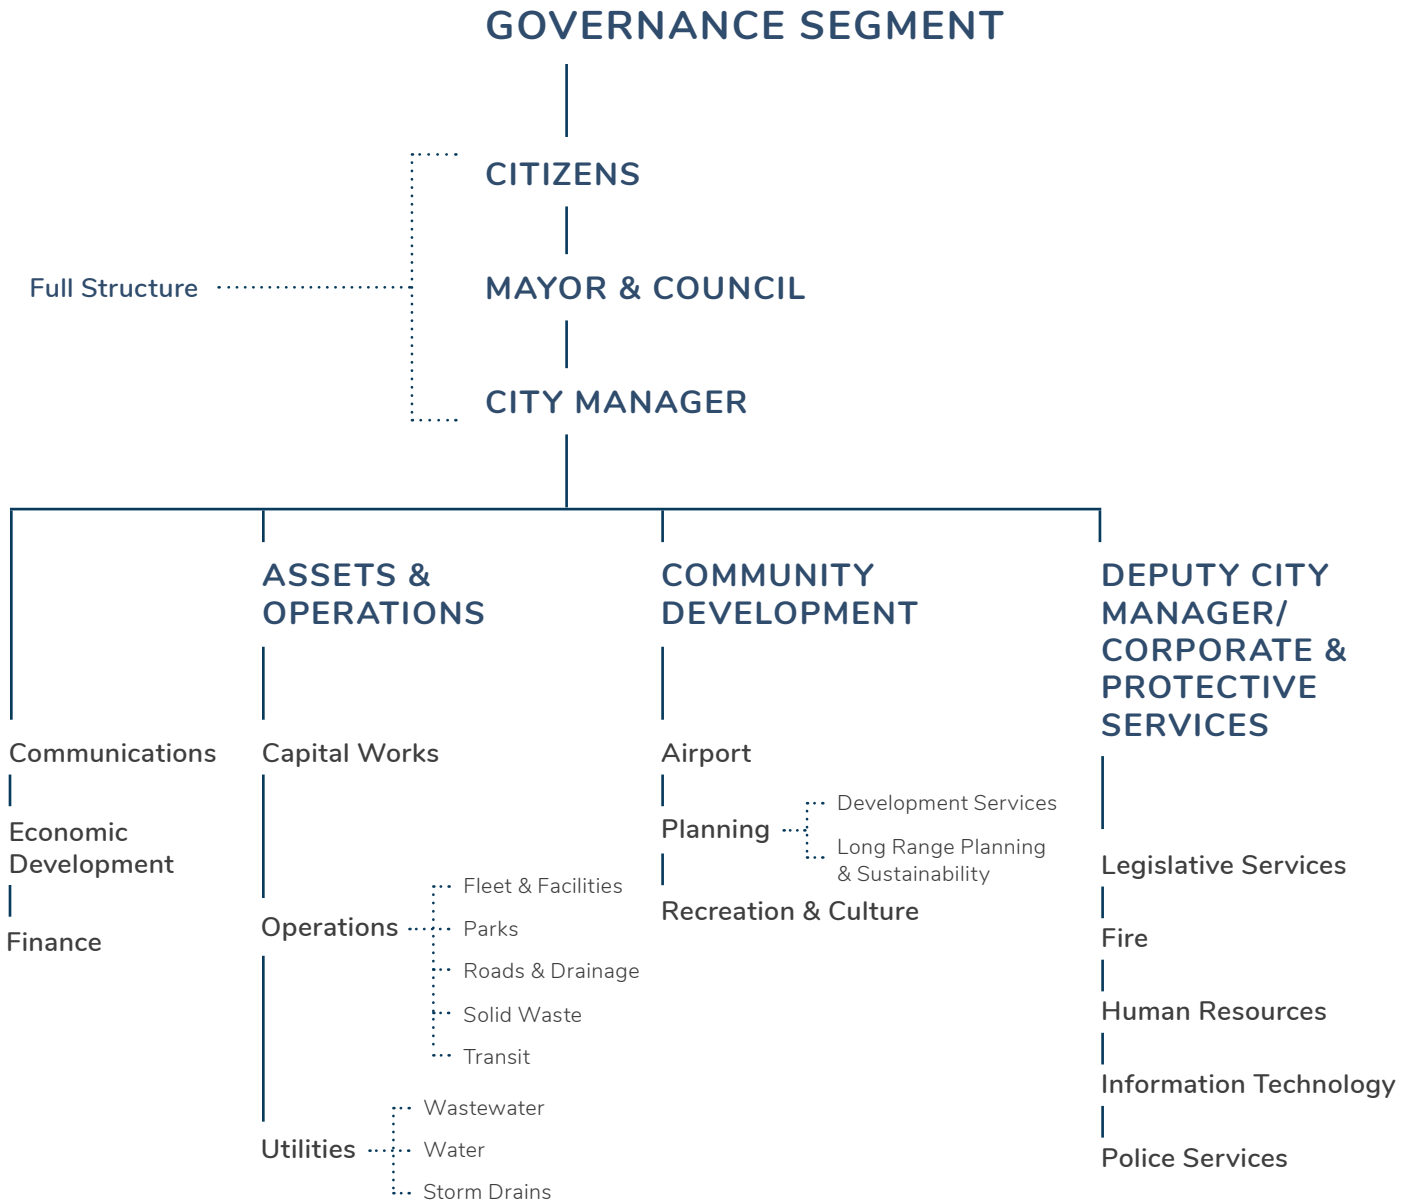 GOVERNANCE SEGMENT
CITIZENS
Full Structure
MAYOR & COUNCIL
CITY MANAGER
Communications
Economic
Development
Finance
ASSETS &
OPERATIONS
Capital Works
Operations
Fleet & Facilities
Parks
Roads & Drainage
Solid Waste
Transit
Utilities
Wastewater
Water
Storm Drains
COMMUNITY
DEVELOPMENT
Airport
Planning
Development Services
Long Range Planning
& Sustainability
Recreation & Culture
DEPUTY CITY
MANAGER/
CORPORATE &
PROTECTIVE
SERVICES
Legislative Services
Fire
Human Resources
Information Technology
Police Services